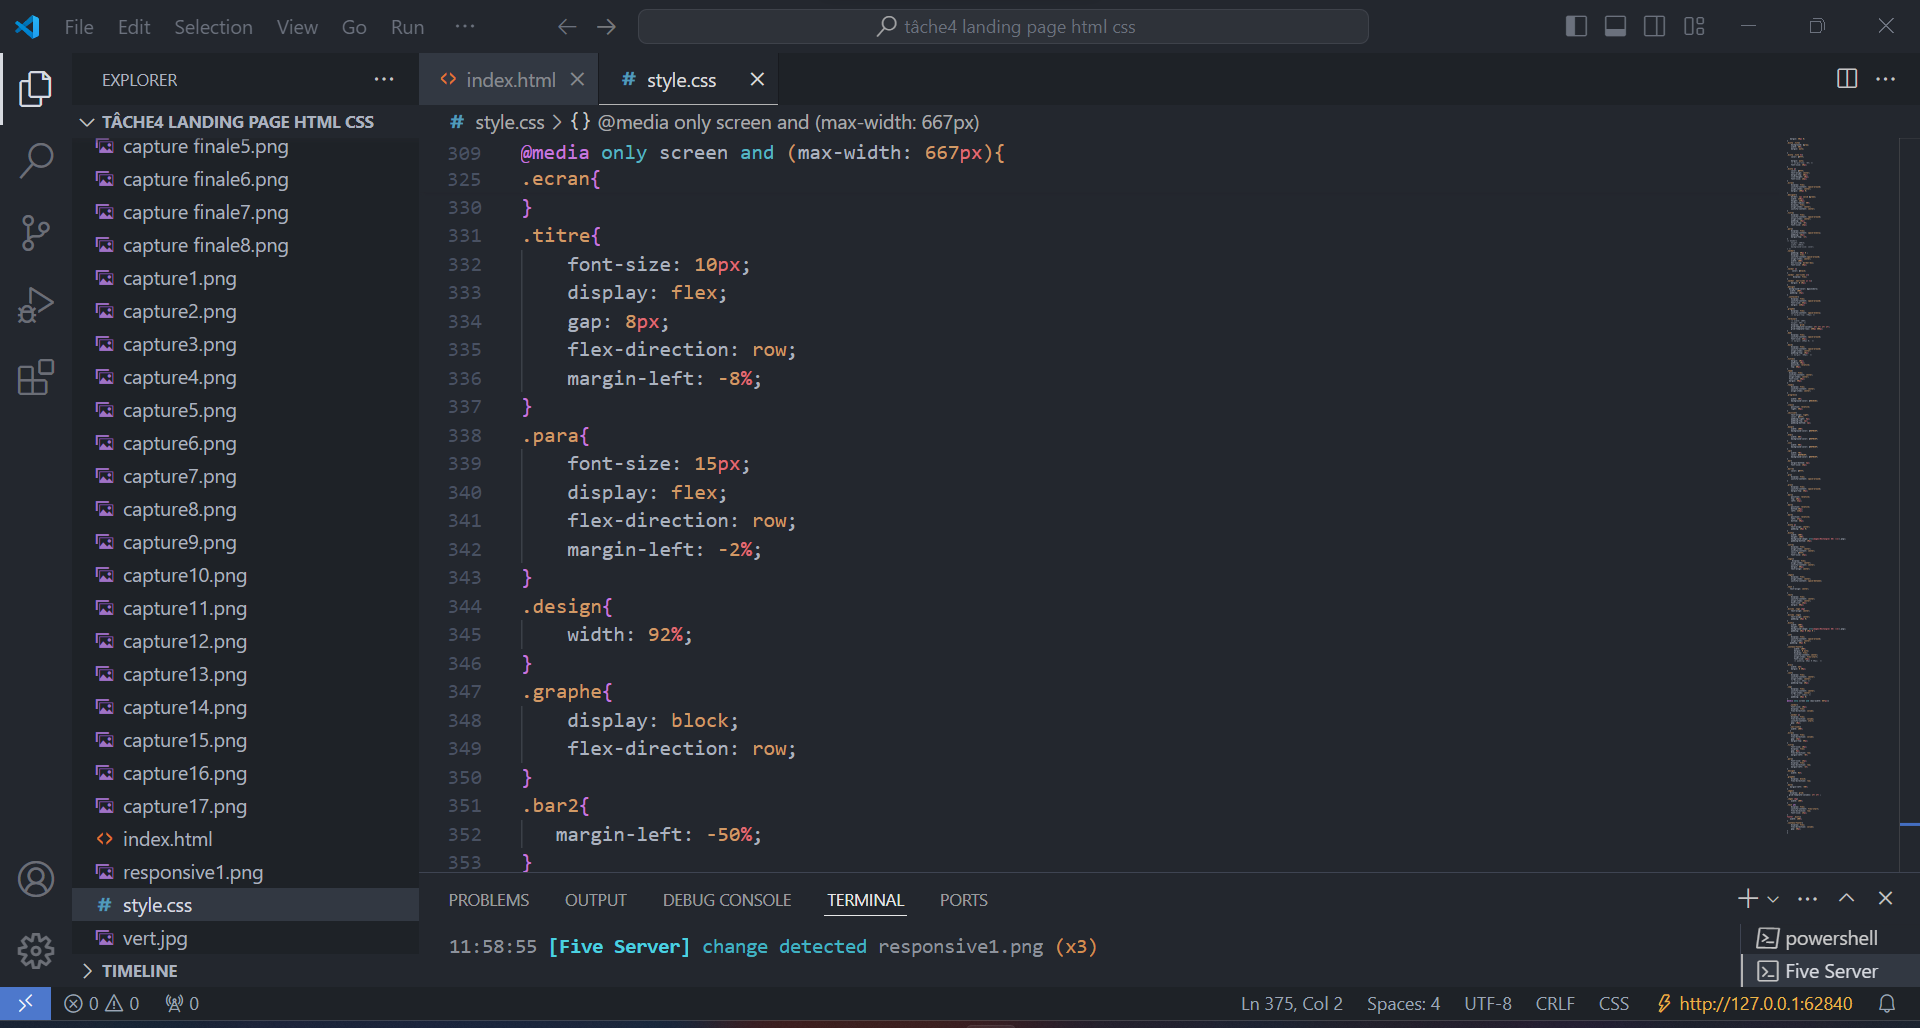 File Edit Selection View Go Run ···
tâche4 landing page html css
EXPLORER ···
TÂCHE4 LANDING PAGE HTML CSS
capture finale5.png
capture finale6.png
capture finale7.png
capture finale8.png
capture1.png
capture2.png
capture3.png
capture4.png
capture5.png
capture6.png
capture7.png
capture8.png
capture9.png
capture10.png
capture11.png
capture12.png
capture13.png
capture14.png
capture15.png
capture16.png
capture17.png
<> index.html
responsive1.png
# style.css
vert.jpg
TIMELINE
<> index.html
# style.css
# style.css > {} @media only screen and (max-width: 667px)
309 @media only screen and (max-width: 667px){
325 .ecran{
330 }
331 .titre{
332 font-size: 10px;
333 display: flex;
334 gap: 8px;
335 flex-direction: row;
336 margin-left: -8%;
337 }
338 .para{
339 font-size: 15px;
340 display: flex;
341 flex-direction: row;
342 margin-left: -2%;
343 }
344 .design{
345 width: 92%;
346 }
347 .graphe{
348 display: block;
349 flex-direction: row;
350 }
351 .bar2{
352 margin-left: -50%;
353 }
PROBLEMS OUTPUT DEBUG CONSOLE TERMINAL PORTS
11:58:55 [Five Server] change detected responsive1.png (x3)
powershell
Five Server
0 0 0
Ln 375, Col 2 Spaces: 4 UTF-8 CRLF CSS http://127.0.0.1:62840